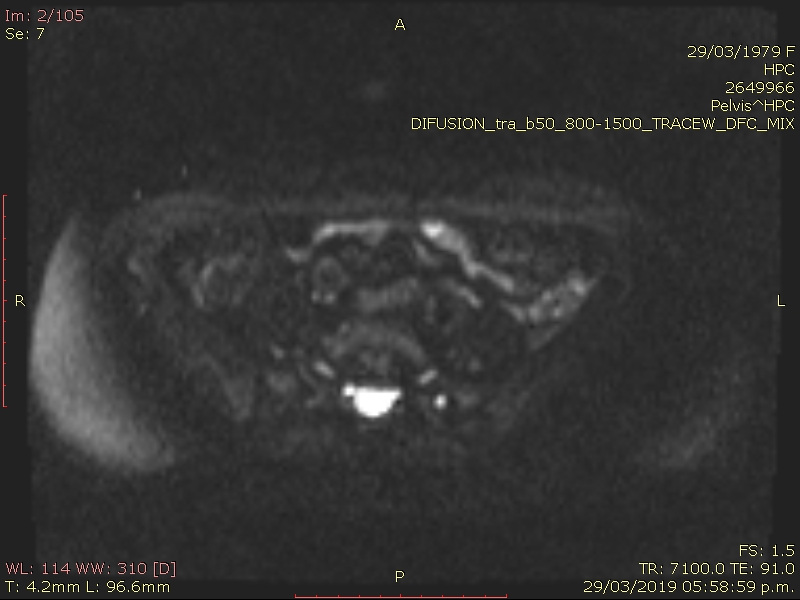 Im: 2/105
Se: 7
A
29/03/1979 F
HPC
2649966
Pelvis^HPC
DIFUSION_tra_b50_800-1500_TRACEW_DFC_MIX
R
L
WL: 114 WW: 310 [D]
T: 4.2mm L: 96.6mm
P
FS: 1.5
TR: 7100.0 TE: 91.0
29/03/2019 05:58:59 p.m.